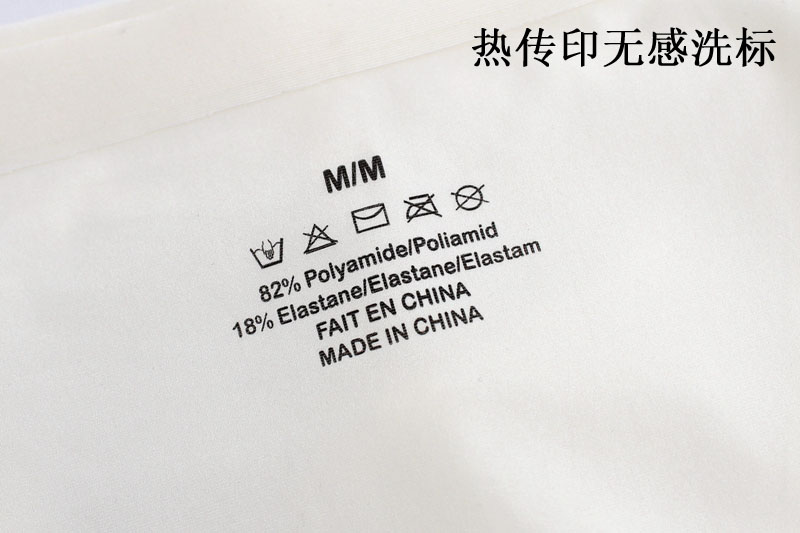 热传印无感洗标
M/M
82% Polyamide/Poliamid
18% Elastane/Elastane/Elastam
FAIT EN CHINA
MADE IN CHINA